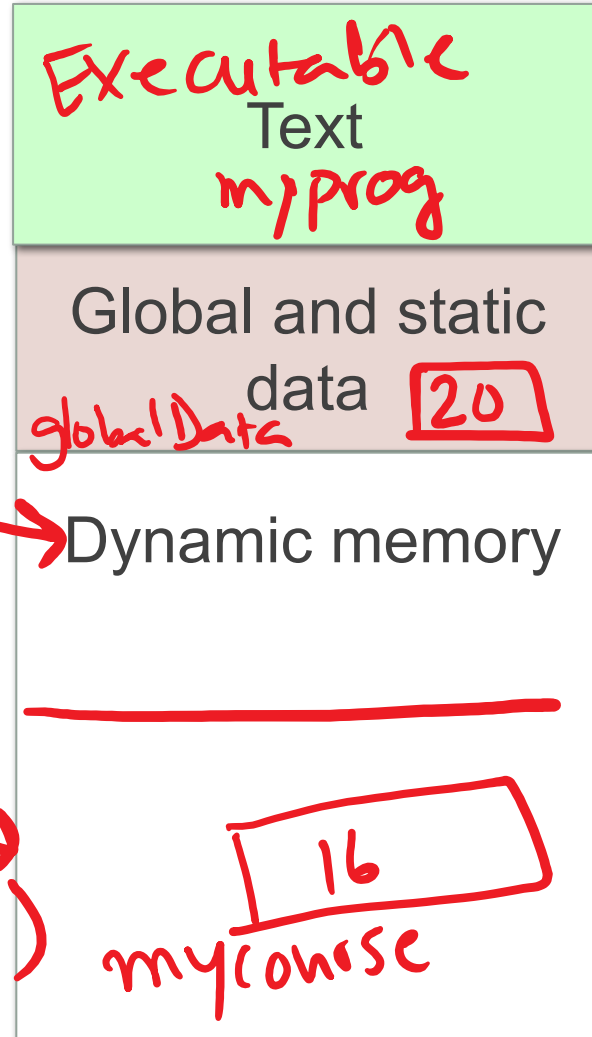 Executable
Text
myprog
Global and static
data 20
globalData
Dynamic memory
16
mycourse